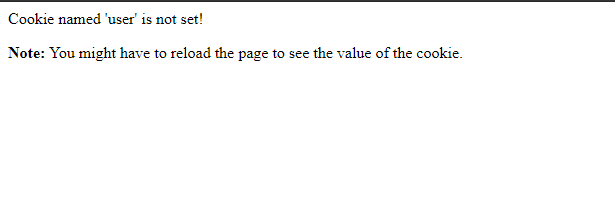 Cookie named 'user' is not set!
Note: You might have to reload the page to see the value of the cookie.